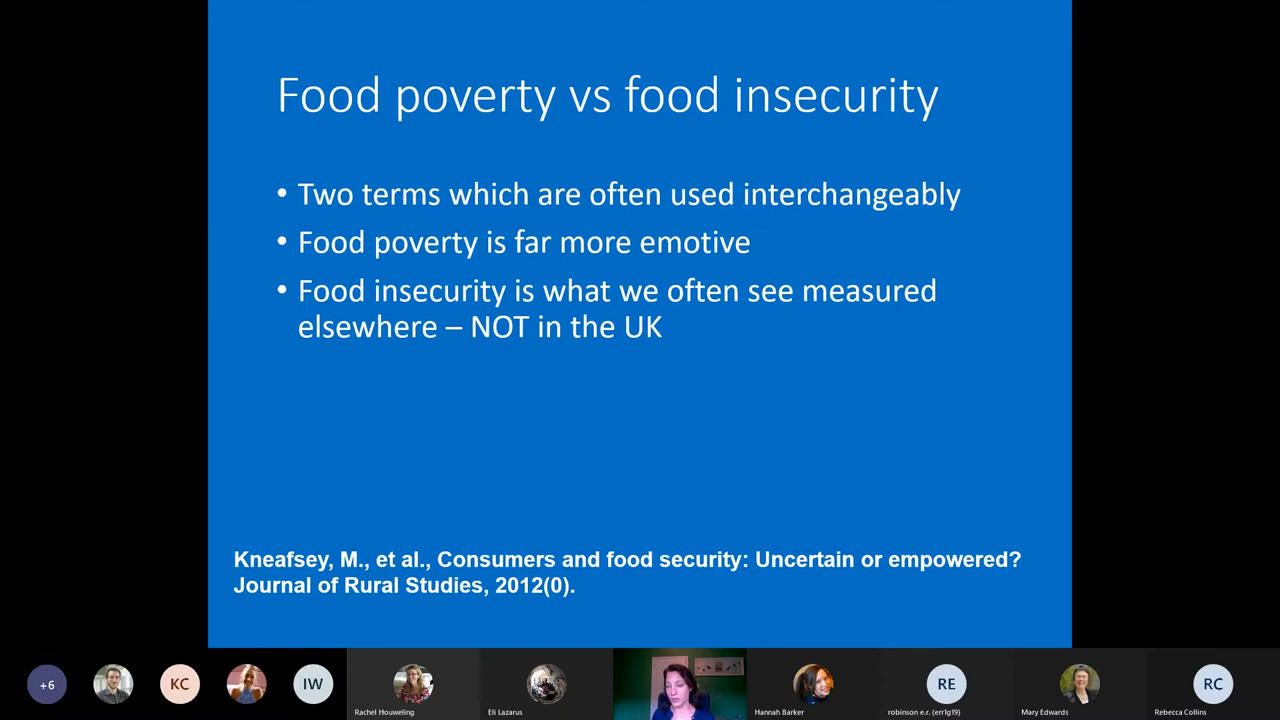 Food poverty vs food insecurity
• Two terms which are often used interchangeably
• Food poverty is far more emotive
• Food insecurity is what we often see measured
elsewhere – NOT in the UK
Kneafsey, M., et al., Consumers and food security: Uncertain or empowered?
Journal of Rural Studies, 2012(0).
+6
KC
IW
Rachel Houweling
Eli Lazarus
Hannah Barker
RE
robinson e.r. (err1g19)
Mary Edwards
RC
Rebecca Collins